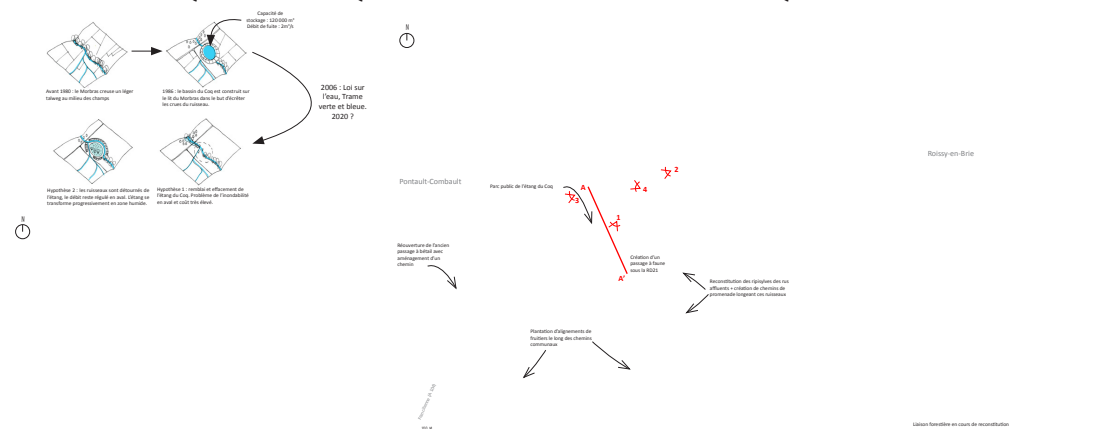 Capacité de
stockage : 120 000 m³
Débit de fuite : 2m³/s
Avant 1980 : le Morbras creuse un léger
talweg au milieu des champs
1986 : le bassin du Coq est construit sur
le lit du Morbras dans le but d'écrêter
les crues du ruisseau.
2006 : Loi sur
l'eau, Trame
verte et bleue.
2020 ?
Hypothèse 2 : les ruisseaux sont détournés de
l'étang, le débit reste régulé en aval. L'étang se
transforme progressivement en zone humide.
Hypothèse 1 : remblai et effacement de
l'étang du Coq. Problème de l'inondabilité
en aval et coût très élevé.
N
N
Pontault-Combault
Roissy-en-Brie
Parc public de l'étang du Coq
A
2
4
3
1
A'
Création d'un
passage à faune
sous la RD21
Réouverture de l'ancien
passage à bétail avec
aménagement d'un
chemin
Reconstitution des ripisylves des rus
affluents + création de chemins de
promenade longeant ces ruisseaux
Plantation d'alignements de
fruitiers le long des chemins
communaux
Liaison forestière en cours de reconstitution